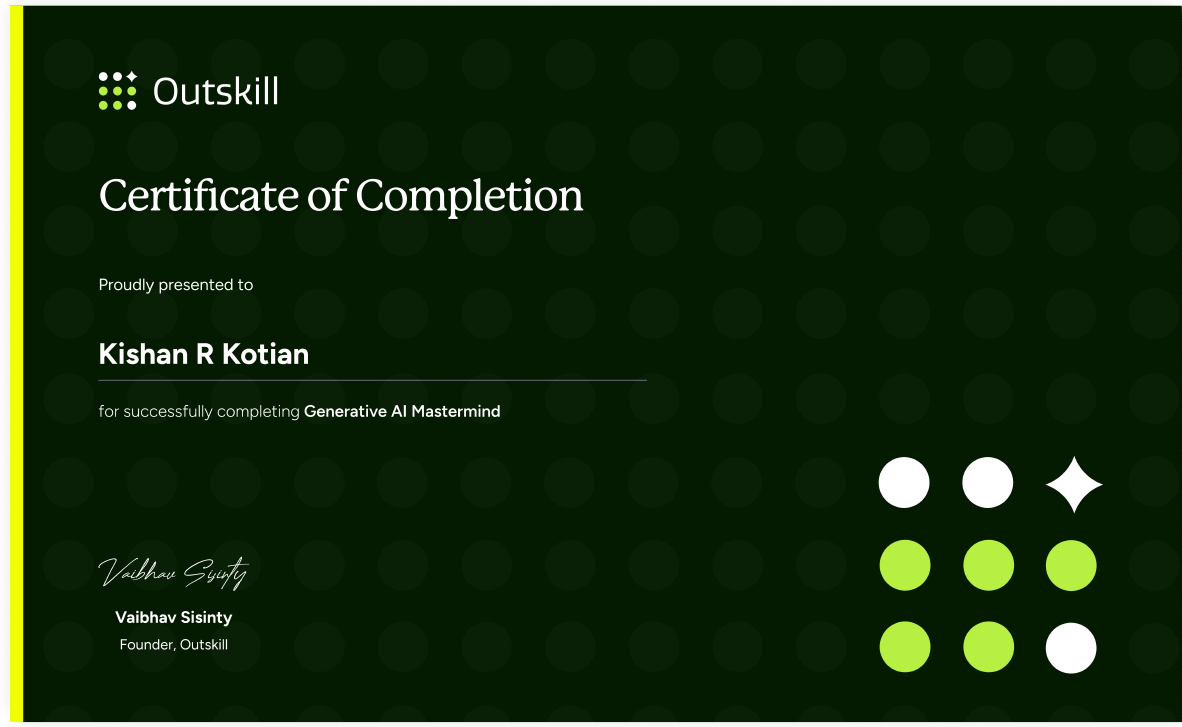 Outskill
Certificate of Completion
Proudly presented to
Kishan R Kotian
for successfully completing Generative AI Mastermind
Vaibhav Sisinty
Vaibhav Sisinty
Founder, Outskill